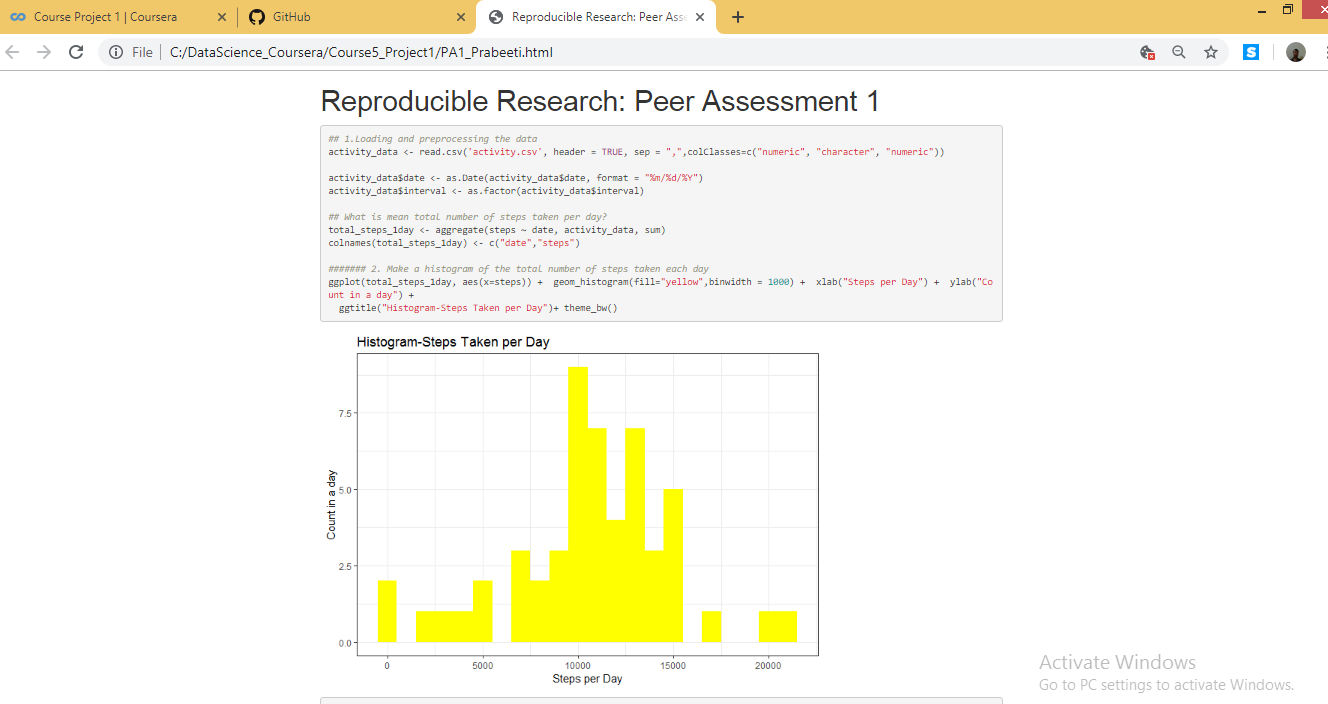 Course Project 1 | Coursera
GitHub
Reproducible Research: Peer Ass
File
C:/DataScience_Coursera/Course5_Project1/PA1_Prabeeti.html
S
Reproducible Research: Peer Assessment 1
## 1.Loading and preprocessing the data
activity_data <- read.csv('activity.csv', header = TRUE, sep = ",",colClasses=c("numeric", "character", "numeric"))
activity_data$date <- as.Date(activity_data$date, format = "%m/%d/%Y")
activity_data$interval <- as.factor(activity_data$interval)
## What is mean total number of steps taken per day?
total_steps_1day <- aggregate(steps ~ date, activity_data, sum)
colnames(total_steps_1day) <- c("date","steps")
####### 2. Make a histogram of the total number of steps taken each day
ggplot(total_steps_1day, aes(x=steps)) +  geom_histogram(fill="yellow",binwidth = 1000) +  xlab("Steps per Day") +  ylab("Co
unt in a day") +
  ggtitle("Histogram-Steps Taken per Day")+ theme_bw()
Histogram-Steps Taken per Day
7.5
5.0
2.5
0.0
Count in a day
0 5000 10000 15000 20000
Steps per Day
Activate Windows
Go to PC settings to activate Windows.